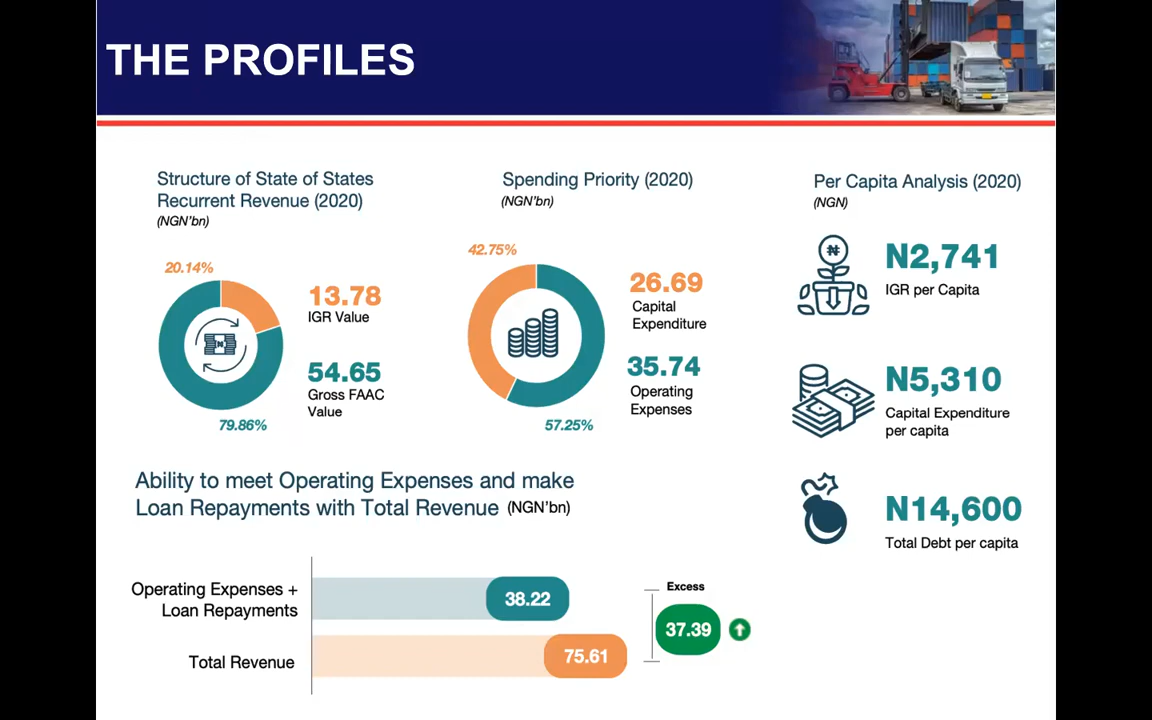 THE PROFILES
Structure of State of States
Recurrent Revenue (2020)
(NGN'bn)
20.14%
13.78
IGR Value
54.65
Gross FAAC
Value
79.86%
Spending Priority (2020)
(NGN'bn)
42.75%
26.69
Capital
Expenditure
35.74
Operating
Expenses
57.25%
Per Capita Analysis (2020)
(NGN)
₦
N2,741
IGR per Capita
N5,310
Capital Expenditure
per capita
N14,600
Total Debt per capita
Ability to meet Operating Expenses and make
Loan Repayments with Total Revenue (NGN'bn)
Operating Expenses +
Loan Repayments
38.22
Total Revenue
75.61
Excess
37.39